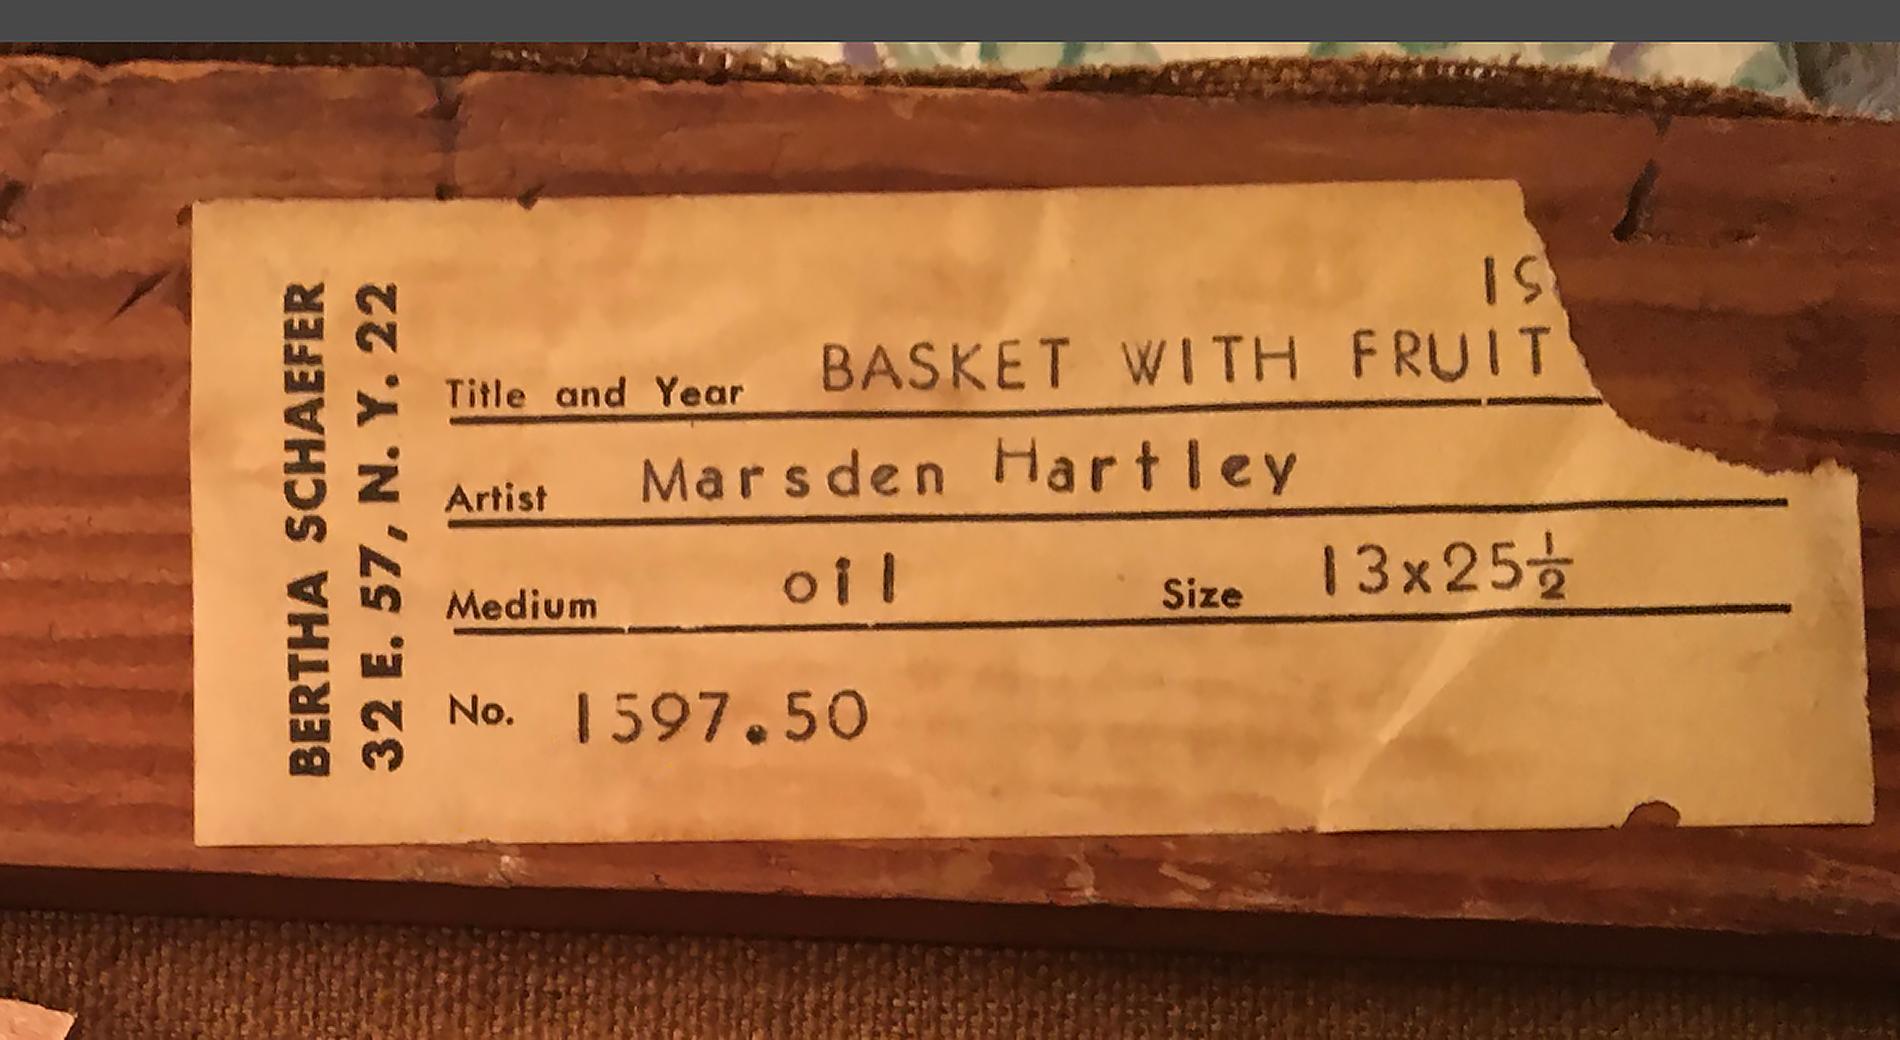 BERTHA SCHAEFER
32 E. 57, N. Y. 22
Title and Year BASKET WITH FRUIT
Artist Marsden Hartley
Medium oil Size 13x25½
No. 1597.50